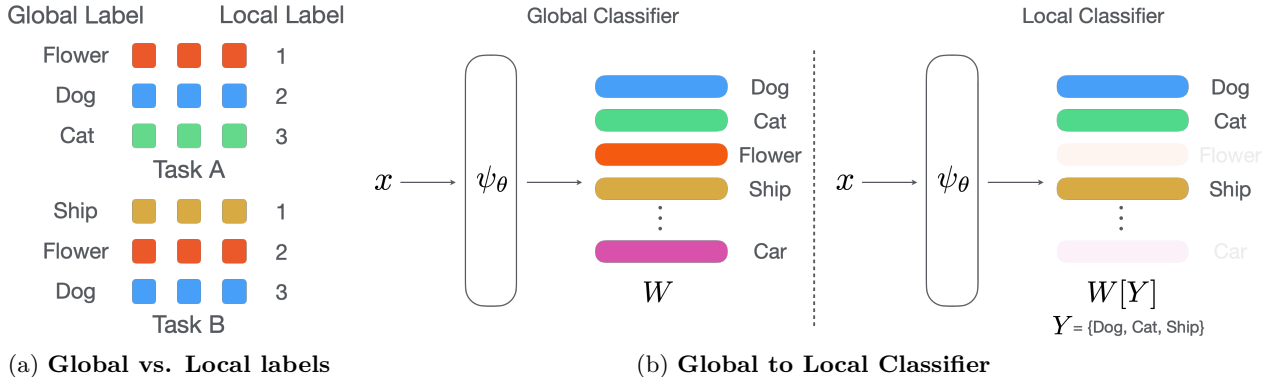 Global Label Local Label
Flower 1
Dog 2
Cat 3
Task A
Ship 1
Flower 2
Dog 3
Task B
(a) Global vs. Local labels
Global Classifier
x
ψθ
Dog
Cat
Flower
Ship
⋮
Car
W
Local Classifier
x
ψθ
Dog
Cat
Flower
Ship
⋮
Car
W[Y]
Y = {Dog, Cat, Ship}
(b) Global to Local Classifier